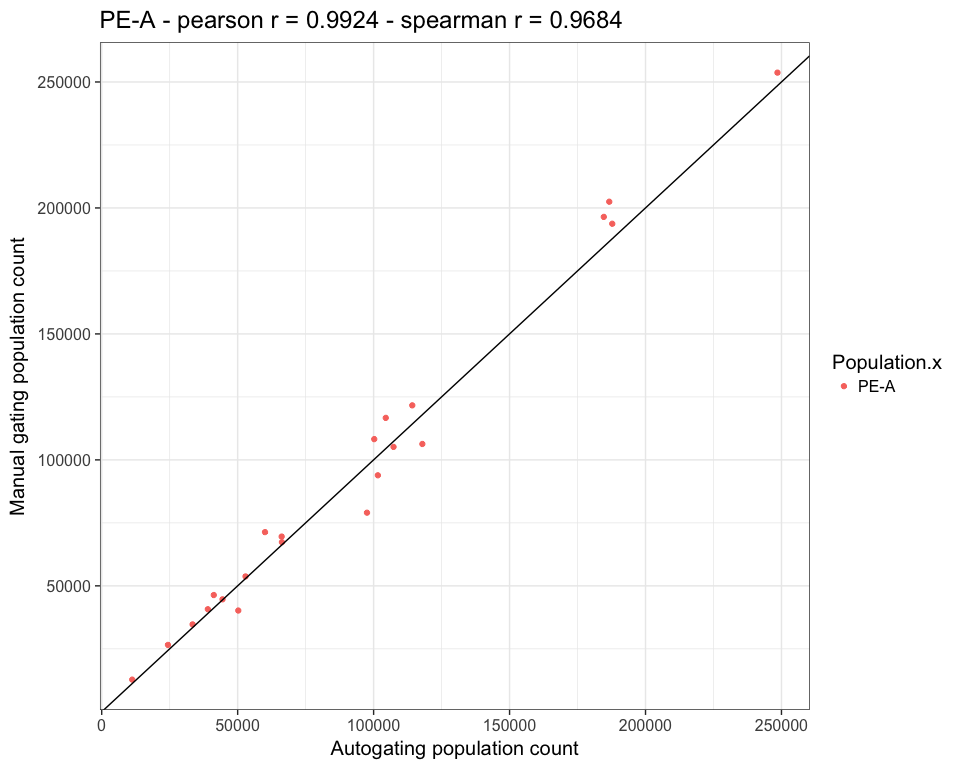 PE-A - pearson r = 0.9924 - spearman r = 0.9684
250000
200000
150000
100000
50000
Manual gating population count
0 50000 100000 150000 200000 250000
Autogating population count
Population.x
PE-A